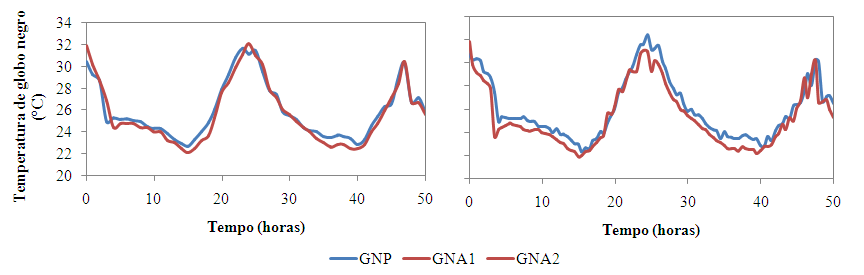 Temperatura de globo negro
(°C)
34
32
30
28
26
24
22
20
0
10
20
30
40
50
Tempo (horas)
0
10
20
30
40
50
Tempo (horas)
GNP
GNA1
GNA2